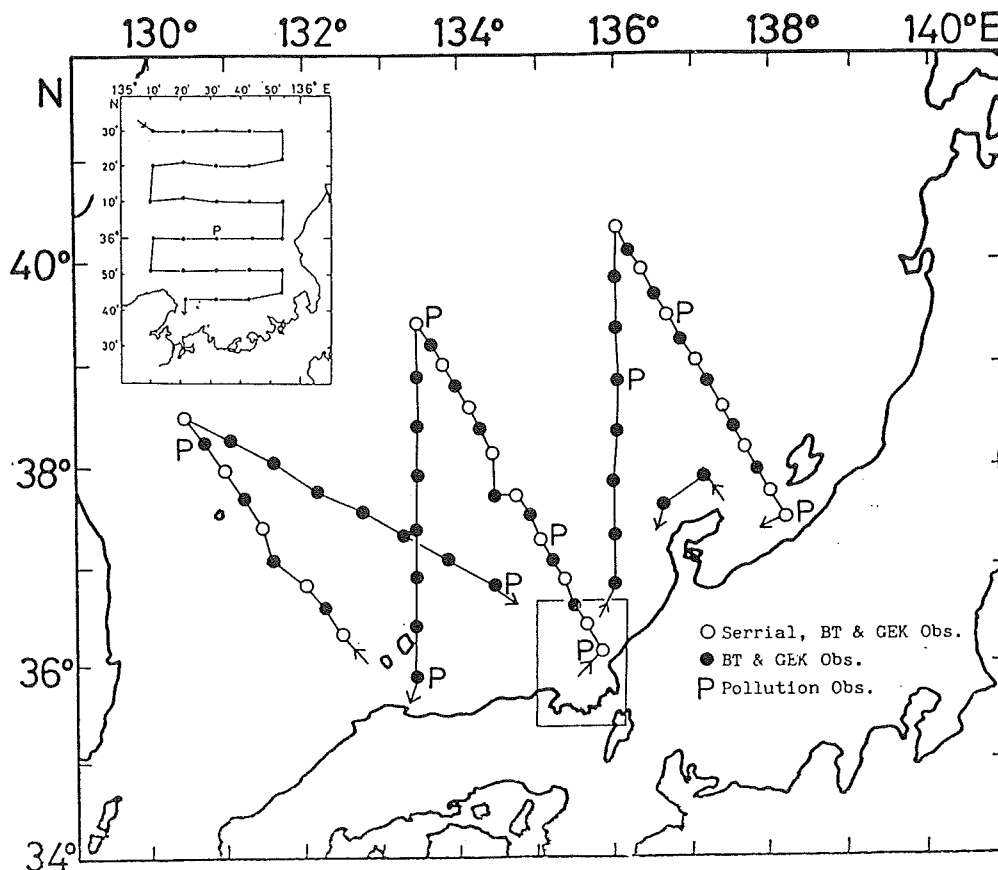 130° 132° 134° 136° 138° 140°E
N
40°
38°
36°
34°
135° 10' 20' 30' 40' 50' 136° E
N
30'
20'
10'
36°
50'
40'
30'
P
P
P
P
P
P
P
P
P
P
P
○ Serrial, BT & GEK Obs.
● BT & GEK Obs.
P Pollution Obs.